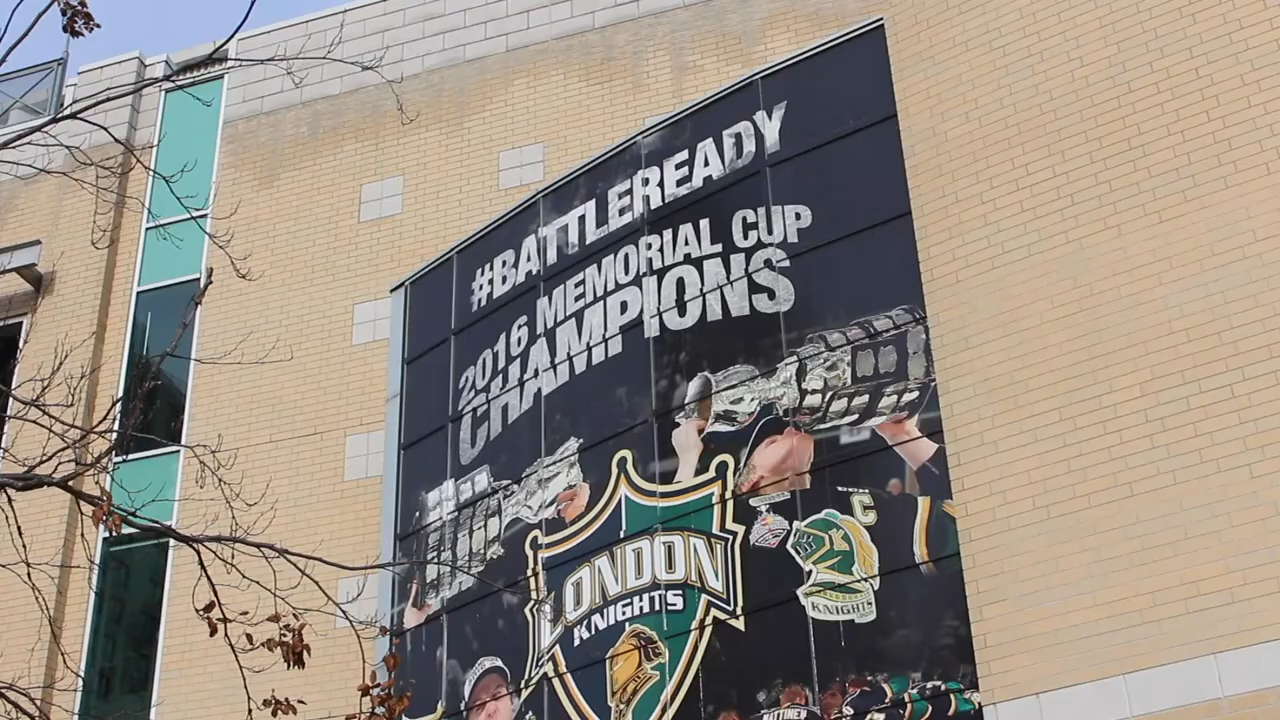 #BATTLEREADY
2016 MEMORIAL CUP
CHAMPIONS
LONDON
KNIGHTS
C
KNIGHTS